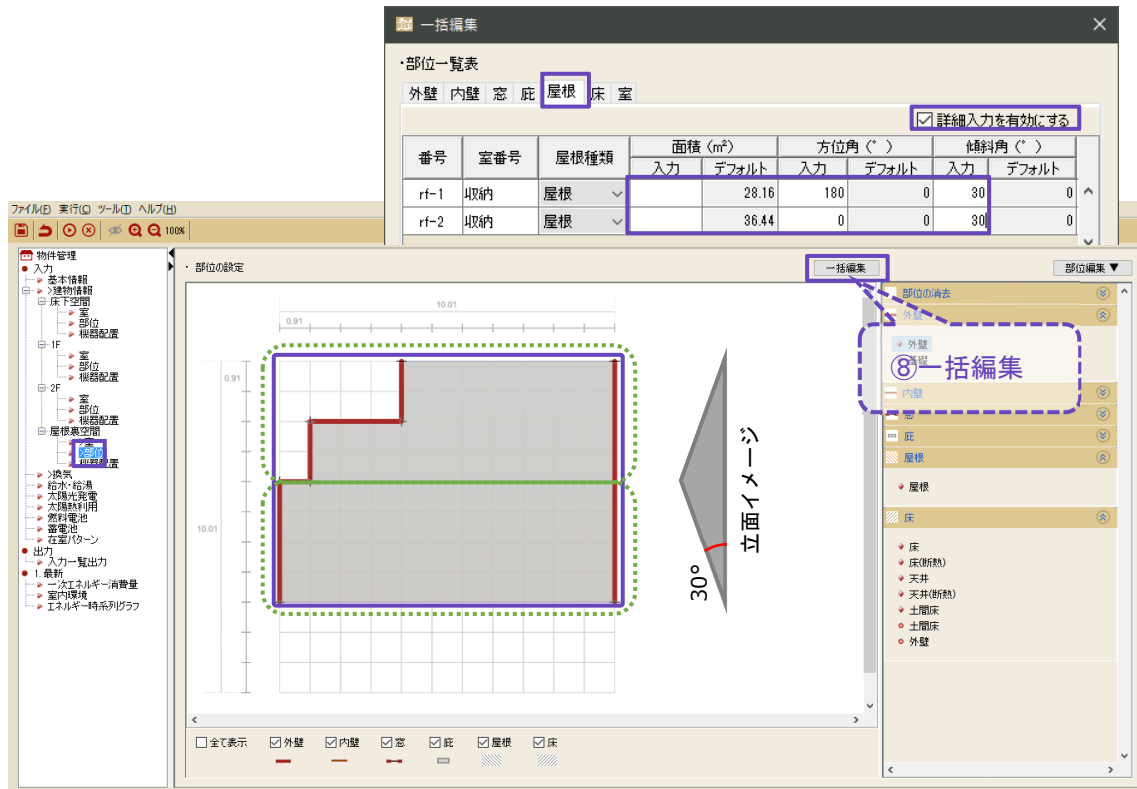 一括編集
・部位一覧表
外壁 内壁 窓 庇 屋根 床 室
詳細入力を有効にする
番号 室番号 屋根種類 面積（㎡） 方位角（°） 傾斜角（°）
入力 デフォルト 入力 デフォルト 入力 デフォルト
rf-1 収納 屋根 28.16 180 0 30 0
rf-2 収納 屋根 36.44 0 0 30 0
ファイル(F) 実行(C) ツール(T) ヘルプ(H)
100%
物件管理
入力
基本情報
>建物情報
床下空間
室
部位
機器配置
1F
室
部位
機器配置
2F
室
部位
機器配置
屋根裏空間
>部位
機器配置
>換気
給水・給湯
太陽光発電
太陽熱利用
燃料電池
蓄電池
在室パターン
出力
入力一覧出力
1.最新
一次エネルギー消費量
室内環境
エネルギー時系列グラフ
・ 部位の設定
一括編集
部位編集 ▼
10.01
0.91
0.91
10.01
立面イメージ
30°
部位の消去
外壁
外壁
⑧一括編集
内壁
窓
庇
屋根
屋根
床
床
床(断熱)
天井
天井(断熱)
土間床
土間床
外壁
全て表示 外壁 内壁 窓 庇 屋根 床